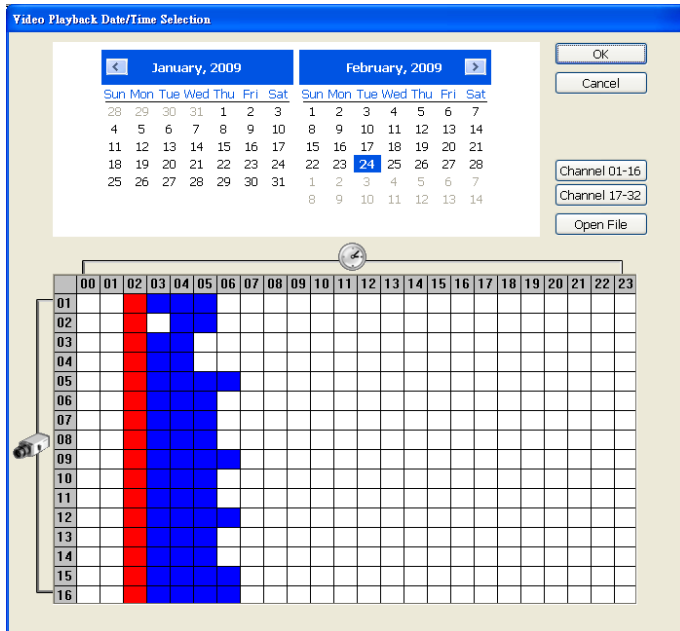 Video Playback Date/Time Selection
January, 2009 February, 2009
Sun Mon Tue Wed Thu Fri Sat Sun Mon Tue Wed Thu Fri Sat
28 29 30 31 1 2 3 1 2 3 4 5 6 7
4 5 6 7 8 9 10 8 9 10 11 12 13 14
11 12 13 14 15 16 17 15 16 17 18 19 20 21
18 19 20 21 22 23 24 22 23 24 25 26 27 28
25 26 27 28 29 30 31 1 2 3 4 5 6 7
8 9 10 11 12 13 14
OK
Cancel
Channel 01-16
Channel 17-32
Open File
00 01 02 03 04 05 06 07 08 09 10 11 12 13 14 15 16 17 18 19 20 21 22 23
01
02
03
04
05
06
07
08
09
10
11
12
13
14
15
16